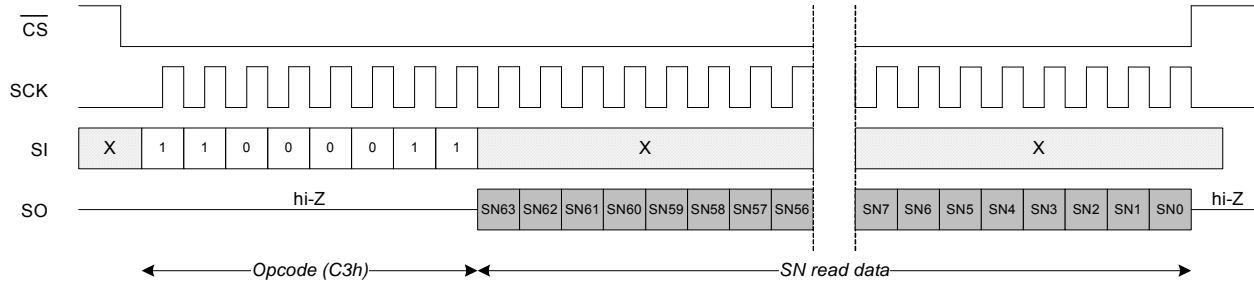 CS
SCK
SI X 1 1 0 0 0 0 1 1 X X
hi-Z hi-Z
SO SN63 SN62 SN61 SN60 SN59 SN58 SN57 SN56 SN7 SN6 SN5 SN4 SN3 SN2 SN1 SN0
Opcode (C3h) SN read data